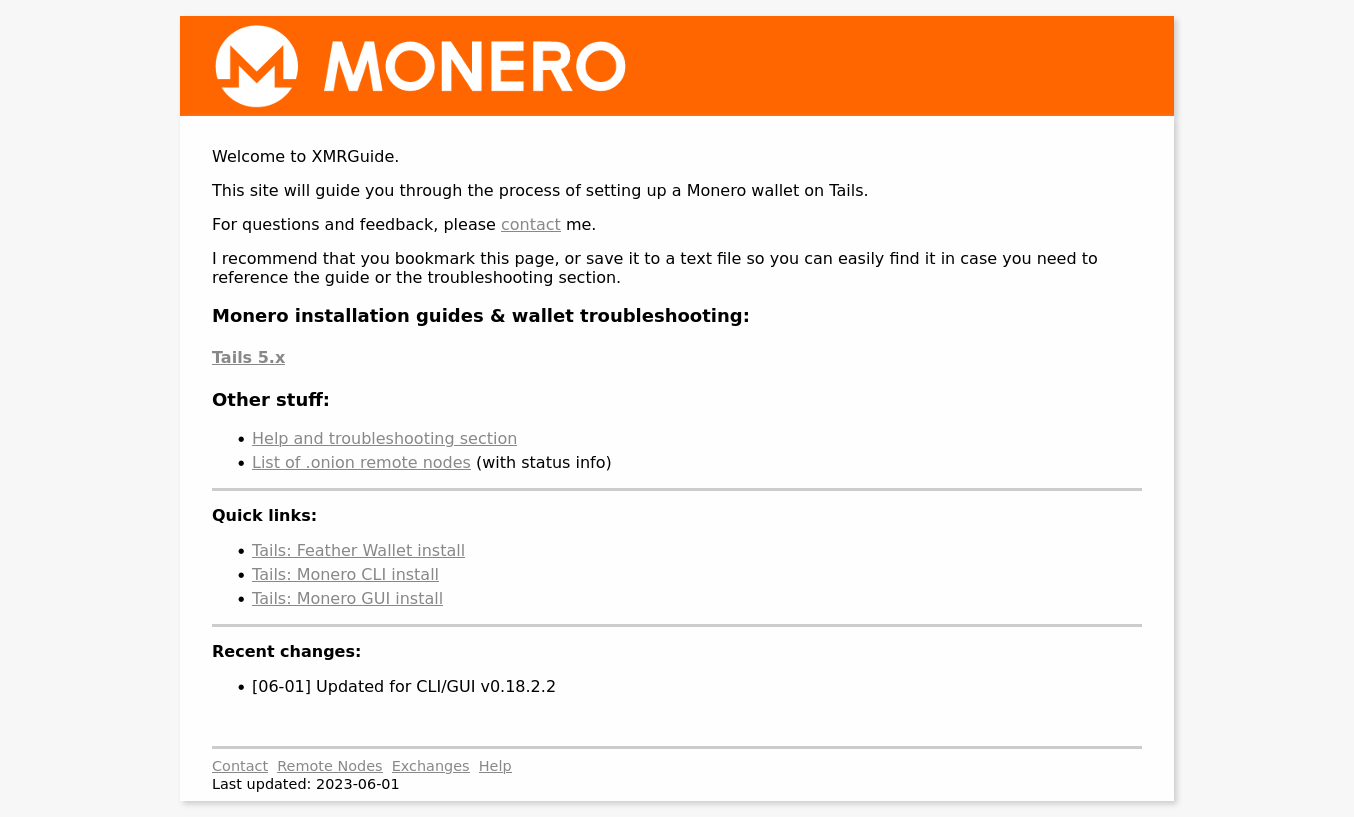 MONERO
Welcome to XMRGuide.
This site will guide you through the process of setting up a Monero wallet on Tails.
For questions and feedback, please contact me.
I recommend that you bookmark this page, or save it to a text file so you can easily find it in case you need to
reference the guide or the troubleshooting section.
Monero installation guides & wallet troubleshooting:
Tails 5.x
Other stuff:
• Help and troubleshooting section
• List of .onion remote nodes (with status info)
Quick links:
• Tails: Feather Wallet install
• Tails: Monero CLI install
• Tails: Monero GUI install
Recent changes:
• [06-01] Updated for CLI/GUI v0.18.2.2
Contact Remote Nodes Exchanges Help
Last updated: 2023-06-01